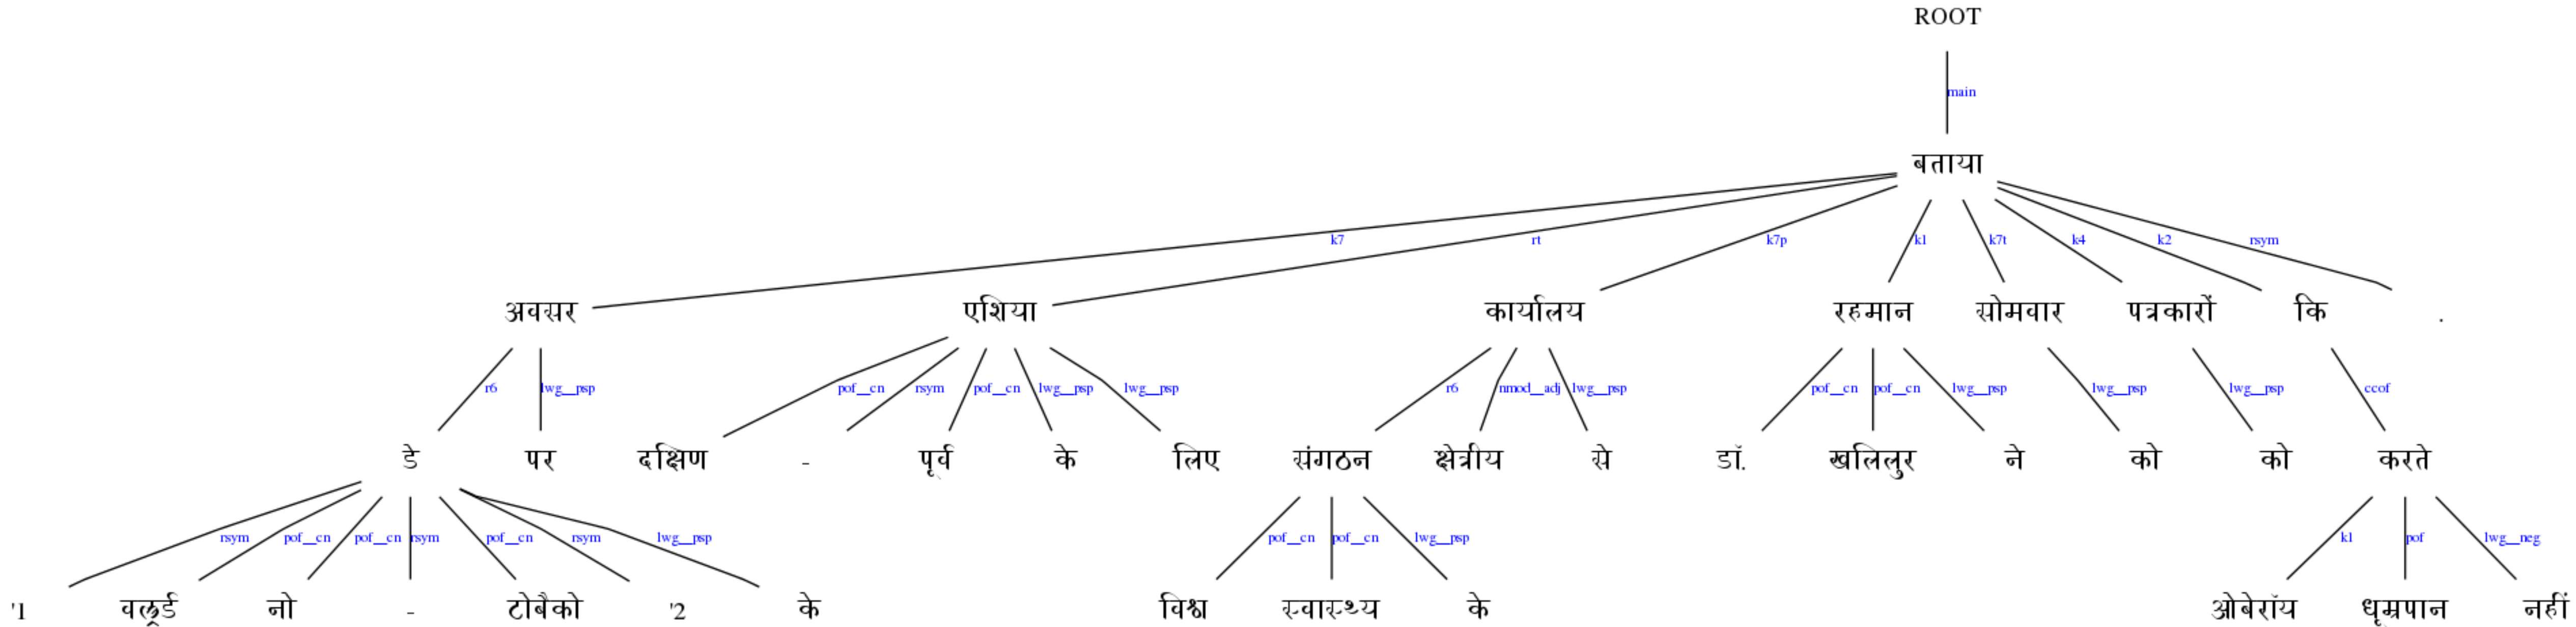 ROOT
main
बताया
k7 rt k7p k1 k7t k4 k2 rsym
अवसर एशिया कार्यालय रहमान सोमवार पत्रकारों कि .
r6 lwg__psp pof__cn rsym pof__cn lwg__psp lwg__psp r6 nmod__adj lwg__psp pof__cn pof__cn lwg__psp lwg__psp lwg__psp ccof
डे पर दक्षिण - पूर्व के लिए संगठन क्षेत्रीय से डॉ. खलिलुर ने को को करते
rsym pof__cn pof__cn rsym pof__cn rsym lwg__psp pof__cn pof__cn lwg__psp k1 pof lwg__neg
'1 वल्र्ड नो - टोबैको '2 के विश्व स्वास्थ्य के ओबेरॉय धूम्रपान नहीं